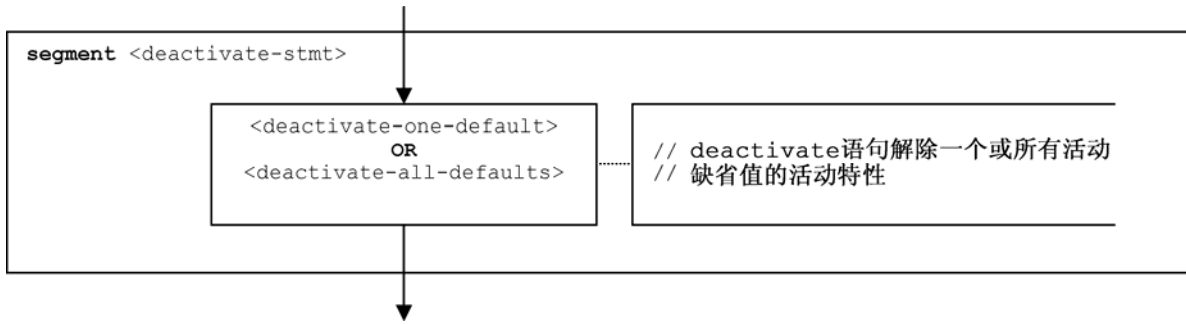 segment <deactivate-stmt>
<deactivate-one-default>
OR
<deactivate-all-defaults>
// deactivate语句解除一个或所有活动
// 缺省值的活动特性